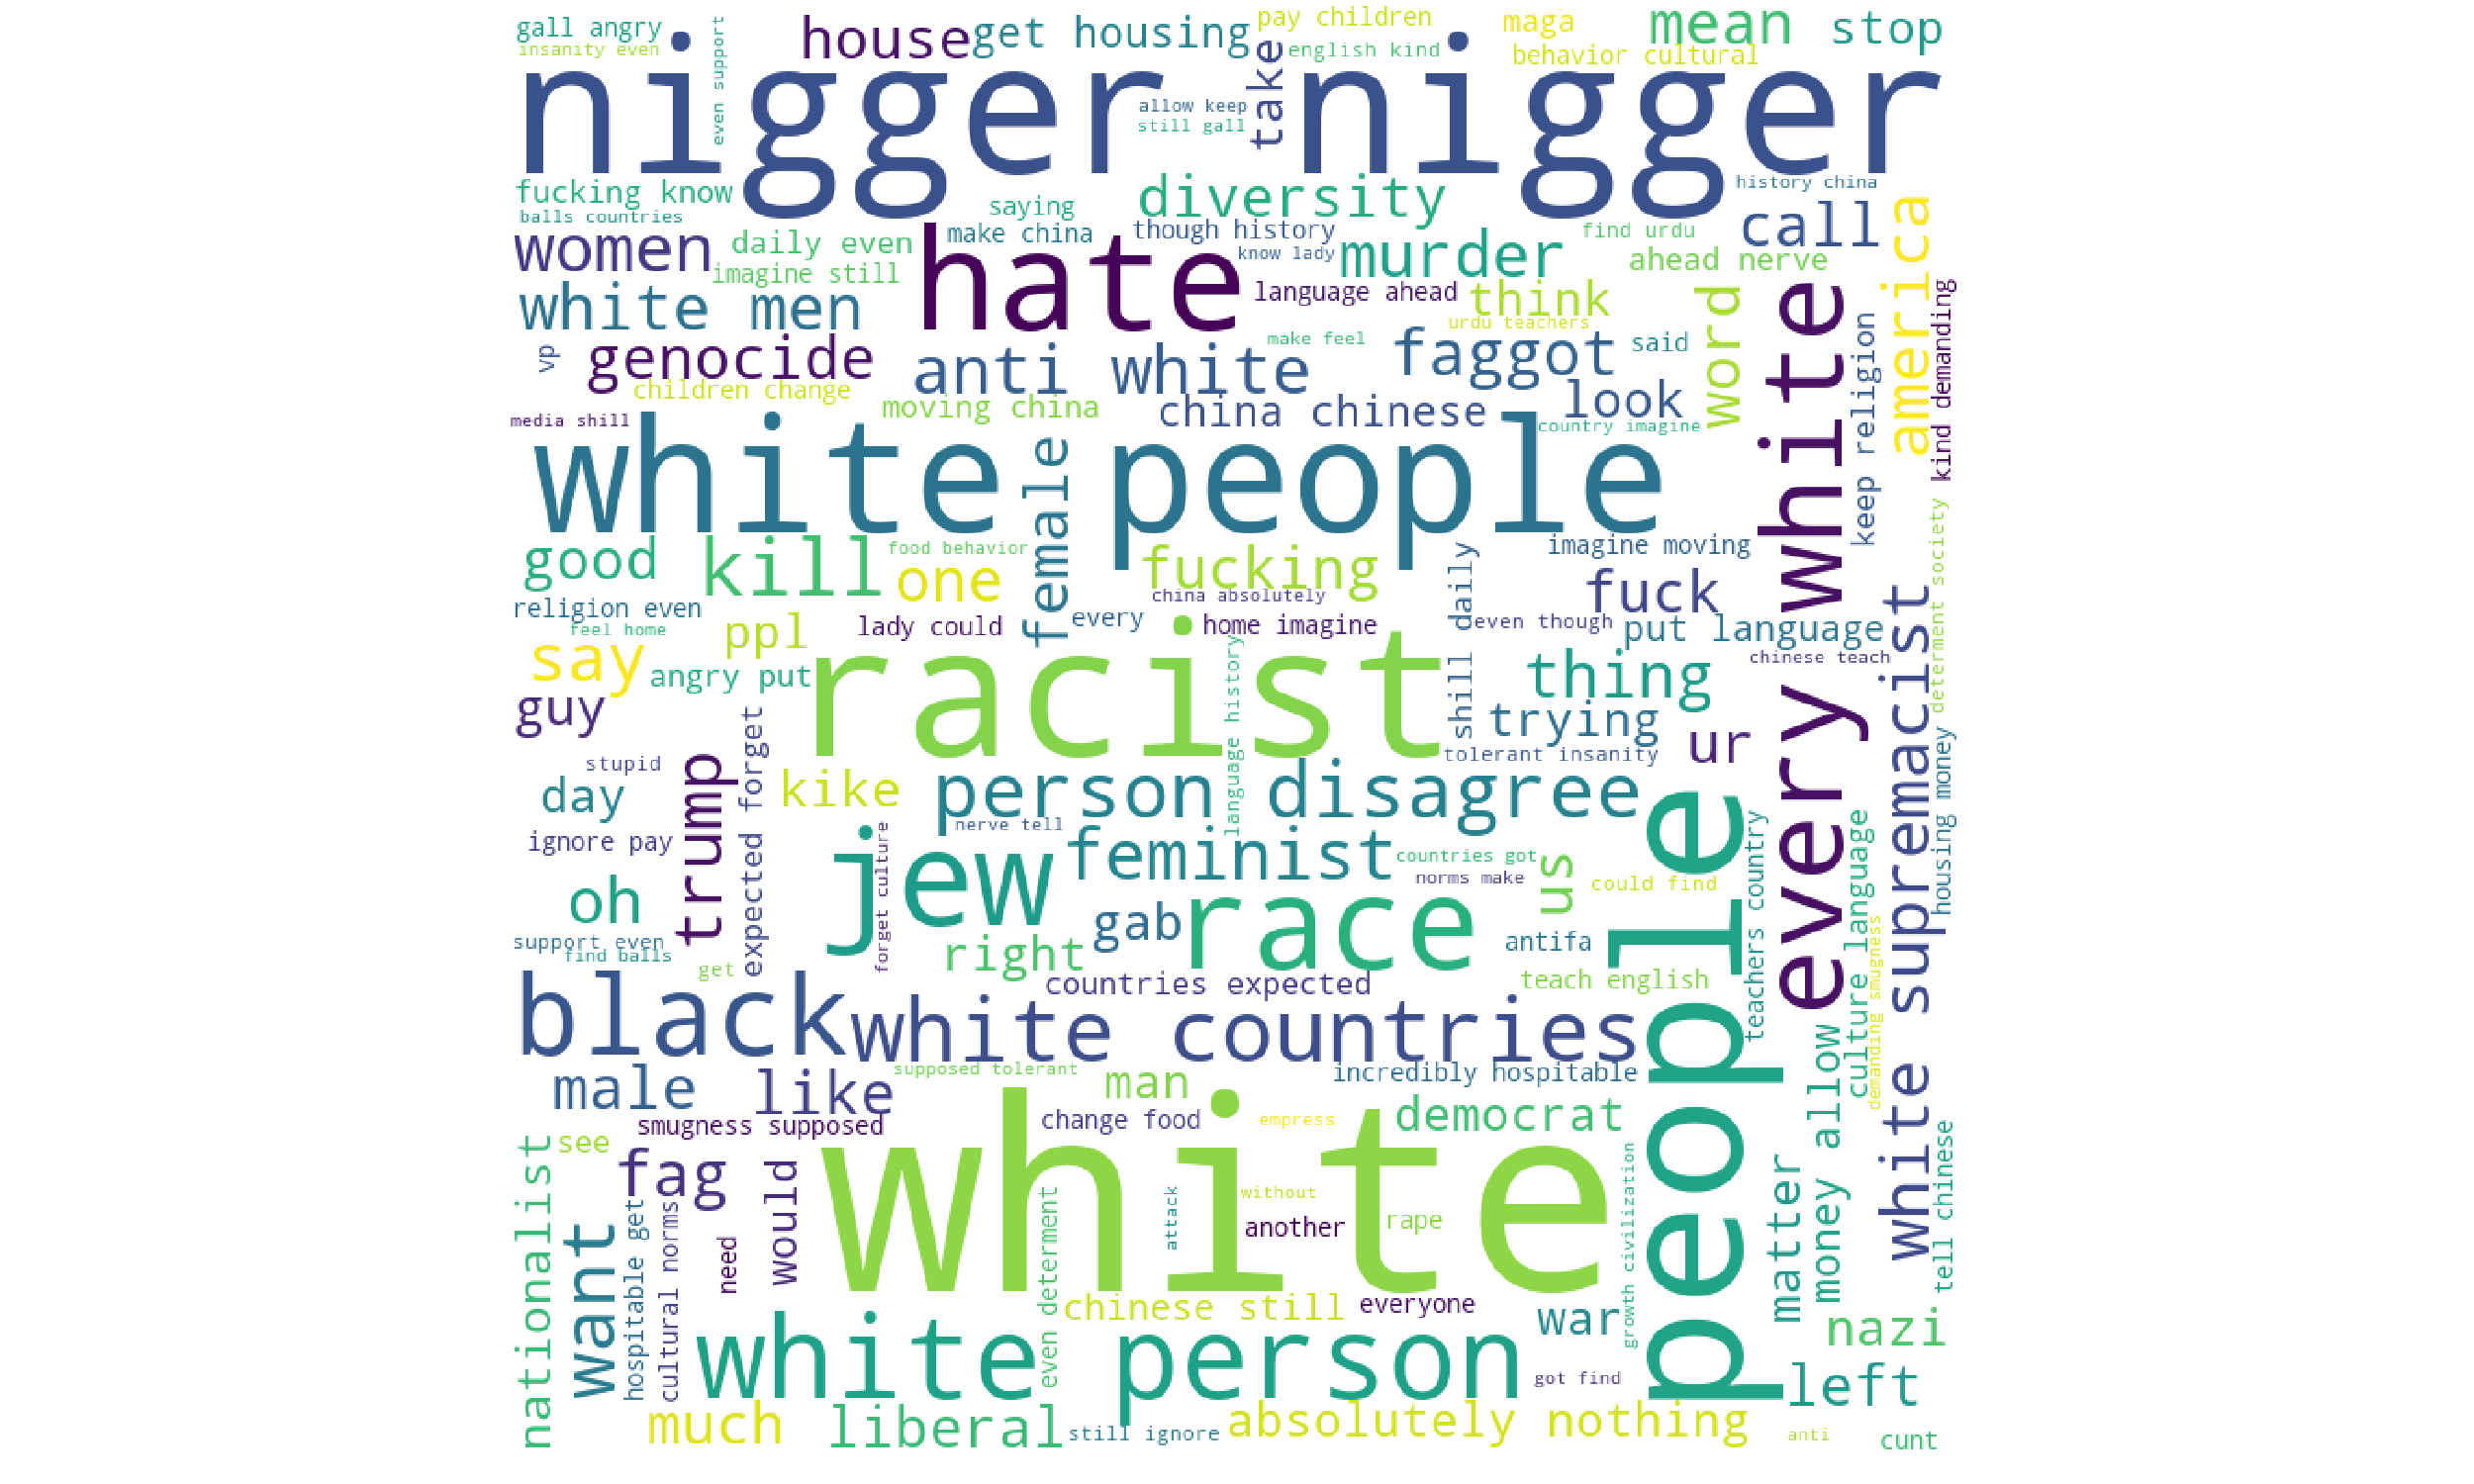 gall angry
insanity even
even support
house
get housing
pay children
english kind
maga
behavior cultural
mean
stop
nigger nigger
allow keep
still gall
take
fucking know
balls countries
saying
diversity
history china
women
daily even
imagine still
make china
though history
know lady
murder
find urdu
call
ahead nerve
america
white men
hate
language ahead
think
word
kind demanding
vp
genocide
children change
anti white
make feel
urdu teachers
faggot
said
keep religion
media shill
moving china
china chinese
look
country imagine
white people
female
every white
determent society
good
kill
food behavior
one
fucking
china absolutely
imagine moving
fuck
religion even
feel home
ppl
lady could
every
home imagine
shill daily
even though
put language
chinese teach
white supremacist
say
angry put
racist
language history
thing
guy
trying
ur
tolerant insanity
housing money
stupid
trump
expected forget
day
kike
person disagree
people
ignore pay
nerve tell
forget culture
jew
feminist
countries got
norms make
us
could find
teachers country
culture language
oh
gab
race
support even
find balls
get
right
antifa
demanding smugness
countries expected
teach english
black
white countries
money allow
male
like
supposed tolerant
man
incredibly hospitable
smugness supposed
change food
empress
democrat
tell chinese
nationalist
see
fag
would
white
growth civilization
matter
want
hospitable get
cultural norms
need
even determent
attack
without
another
rape
chinese still
everyone
war
nazi
white person
got find
left
much
liberal
still ignore
absolutely nothing
anti
cunt